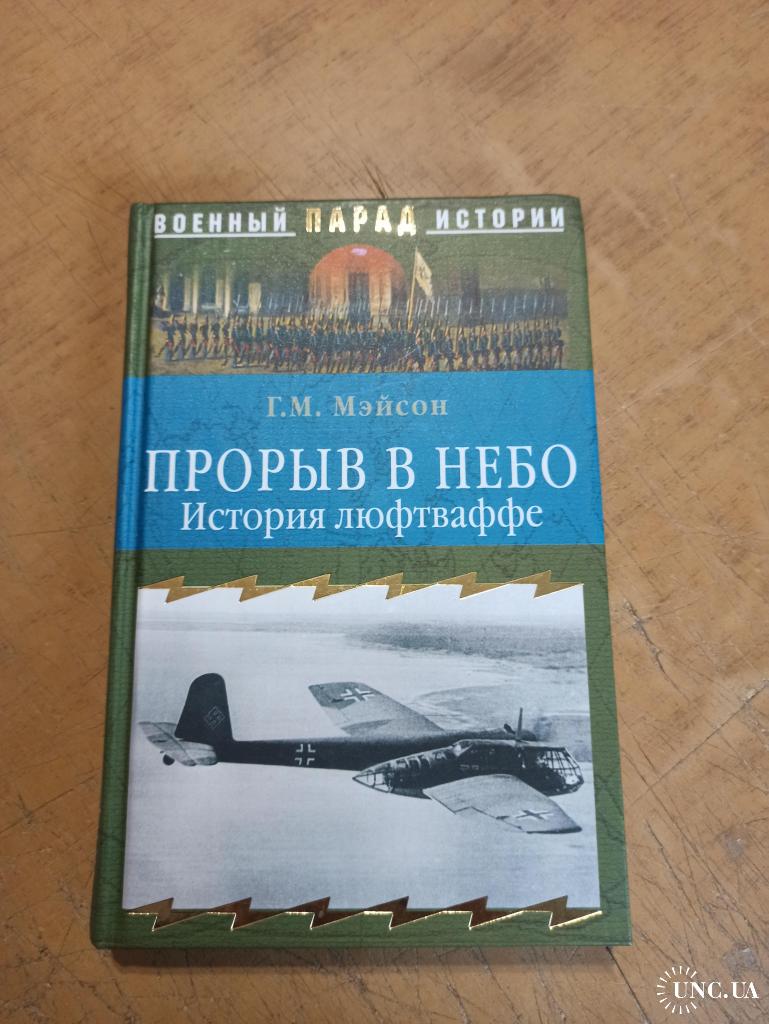 ВОЕННЫЙ ПАРАД ИСТОРИИ
Г.М. Мэйсон
ПРОРЫВ В НЕБО
История люфтваффе
UNC.UA